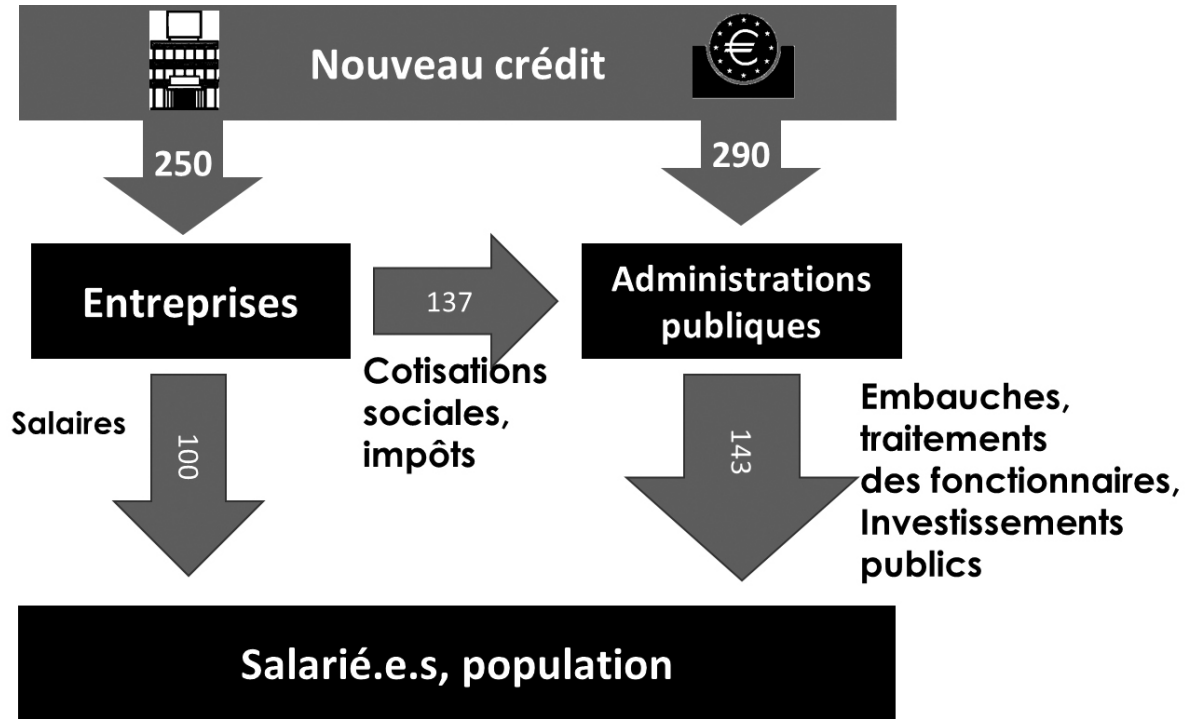 Nouveau crédit
€
250
290
Entreprises
137
Administrations
publiques
Cotisations
sociales,
impôts
Salaires
100
143
Embauches,
traitements
des fonctionnaires,
Investissements
publics
Salarié.e.s, population